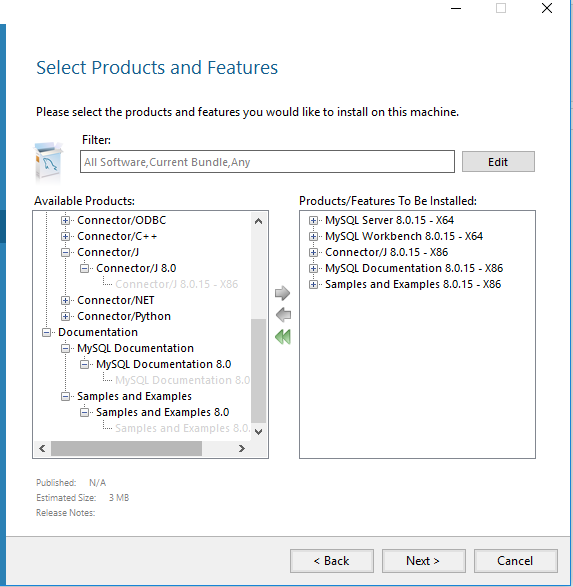 Select Products and Features
Please select the products and features you would like to install on this machine.
Filter:
All Software,Current Bundle,Any
Edit
Available Products:
Connector/ODBC
Connector/C++
Connector/J
Connector/J 8.0
Connector/J 8.0.15 - X86
Connector/NET
Connector/Python
Documentation
MySQL Documentation
MySQL Documentation 8.0
MySQL Documentation 8.0
Samples and Examples
Samples and Examples 8.0
Samples and Examples 8.0.
Products/Features To Be Installed:
MySQL Server 8.0.15 - X64
MySQL Workbench 8.0.15 - X64
Connector/J 8.0.15 - X86
MySQL Documentation 8.0.15 - X86
Samples and Examples 8.0.15 - X86
Published: N/A
Estimated Size: 3 MB
Release Notes:
< Back
Next >
Cancel